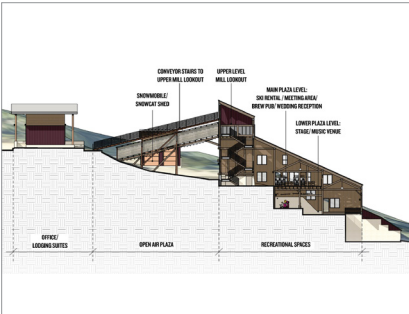 CONVEYOR STAIRS TO
UPPER MILL LOOKOUT
UPPER LEVEL
MILL LOOKOUT
SNOWMOBILE/
SNOWCAT SHED
MAIN PLAZA LEVEL:
SKI RENTAL / MEETING AREA/
BREW PUB/ WEDDING RECEPTION
LOWER PLAZA LEVEL:
STAGE/ MUSIC VENUE
OFFICE/
LODGING SUITES
OPEN AIR PLAZA
RECREATIONAL SPACES